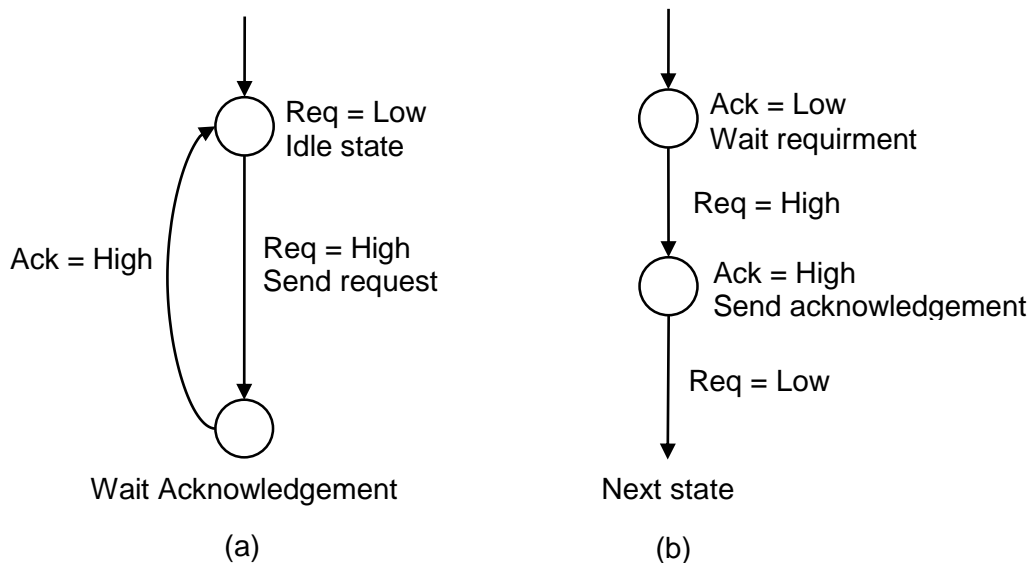 Req = Low
Idle state
Ack = High
Req = High
Send request
Wait Acknowledgement
(a)
Ack = Low
Wait requirment
Req = High
Ack = High
Send acknowledgement
Req = Low
Next state
(b)